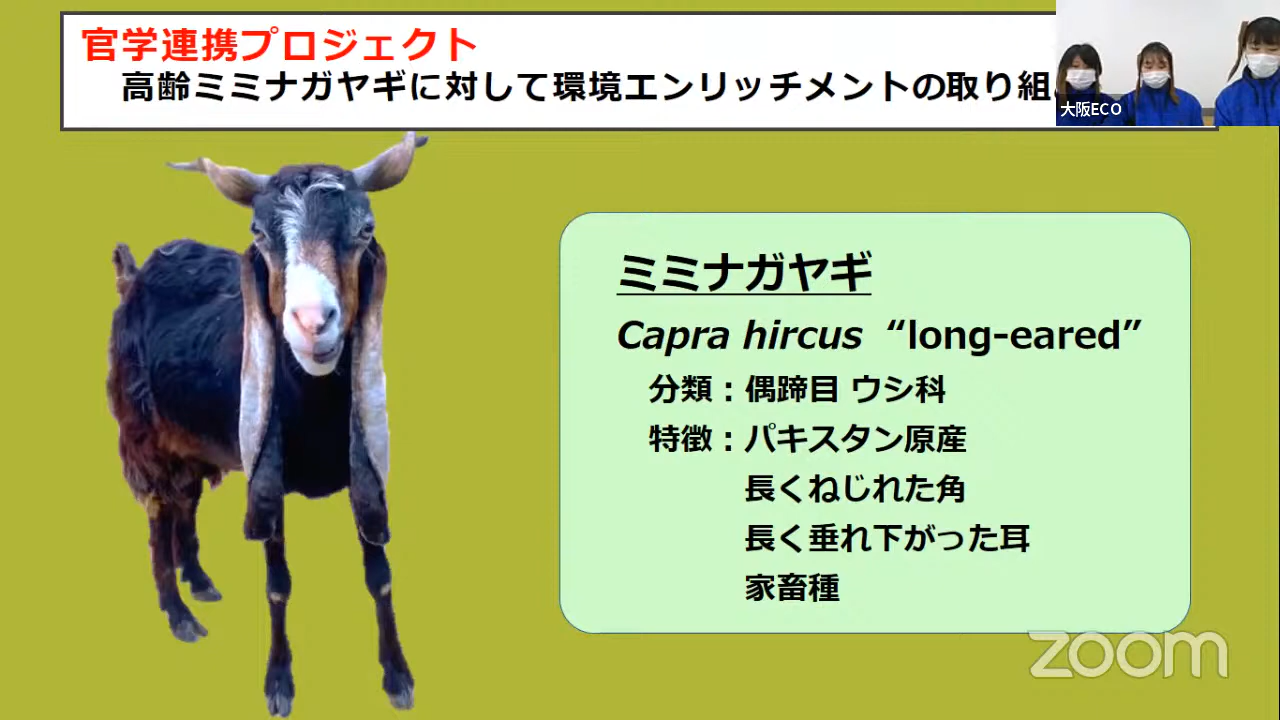 官学連携プロジェクト
高齢ミミナガヤギに対して環境エンリッチメントの取り組
大阪ECO
ミミナガヤギ
Capra hircus “long-eared”
分類：偶蹄目 ウシ科
特徴：パキスタン原産
長くねじれた角
長く垂れ下がった耳
家畜種
zoom